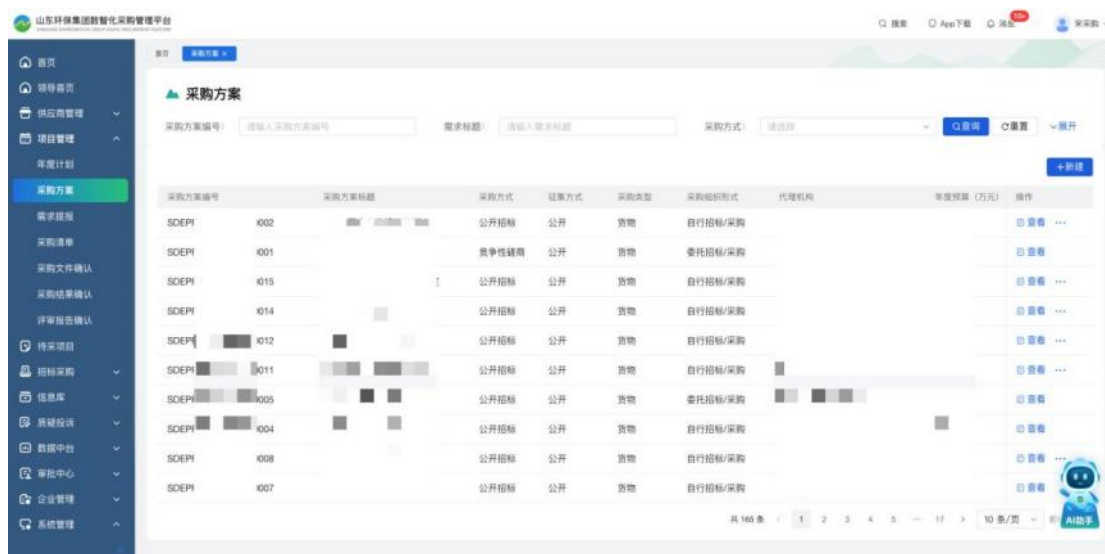 山东环保集团数智化采购管理平台
搜索 App下载 消息 10+ 宋采购
首页 采购方案 ×
首页
领导首页
供应商管理
项目管理
年度计划
采购方案
需求提报
采购清单
采购文件确认
采购结果确认
评审报告确认
待采项目
招标采购
信息库
质疑投诉
数据中台
审批中心
企业管理
系统管理
采购方案
采购方案编号: 请输入采购方案编号 需求标题: 请输入需求标题 采购方式: 请选择 查询 重置 展开
+新建
采购方案编号 采购方案标题 采购方式 征集方式 采购类型 采购组织形式 代理机构 年度预算 (万元) 操作
SDEPI 002 公开招标 公开 货物 自行招标/采购 查看 ...
SDEPI 001 竞争性磋商 公开 货物 委托招标/采购 查看
SDEPI 015 公开招标 公开 货物 自行招标/采购 查看 ...
SDEPI 014 公开招标 公开 货物 自行招标/采购 查看 ...
SDEPI 012 公开招标 公开 货物 自行招标/采购 查看 ...
SDEPI 011 公开招标 公开 货物 自行招标/采购 查看 ...
SDEPI 005 公开招标 公开 货物 委托招标/采购 查看
SDEPI 004 公开招标 公开 货物 自行招标/采购 查看
SDEPI 008 公开招标 公开 货物 自行招标/采购 查看 ...
SDEPI 007 公开招标 公开 货物 自行招标/采购 查看
共 165 条 < 1 2 3 4 5 ... 17 > 10 条/页
AI助手